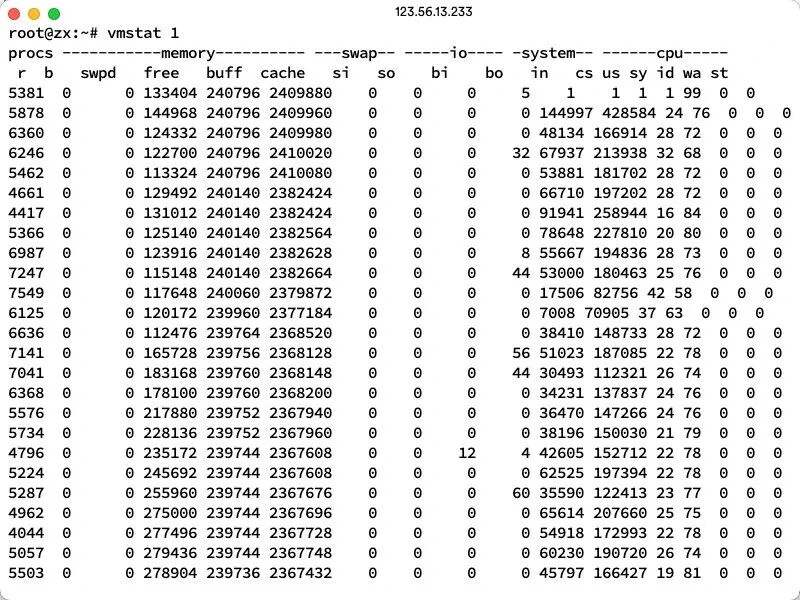 123.56.13.233
root@zx:~# vmstat 1
procs -----------memory---------- ---swap-- -----io---- -system-- ------cpu-----
 r  b   swpd   free   buff  cache   si   so    bi    bo   in   cs us sy id wa st
5381  0      0 133404 240796 2409880    0    0     0     5    1    1  1  1 99  0  0
5878  0      0 144968 240796 2409960    0    0     0     0 144997 428584 24 76  0  0  0
6360  0      0 124332 240796 2409980    0    0     0     0 48134 166914 28 72  0  0  0
6246  0      0 122700 240796 2410020    0    0     0    32 67937 213938 32 68  0  0  0
5462  0      0 113324 240796 2410080    0    0     0     0 53881 181702 28 72  0  0  0
4661  0      0 129492 240140 2382424    0    0     0     0 66710 197202 28 72  0  0  0
4417  0      0 131012 240140 2382424    0    0     0     0 91941 258944 16 84  0  0  0
5366  0      0 125140 240140 2382564    0    0     0     0 78648 227810 20 80  0  0  0
6987  0      0 123916 240140 2382628    0    0     0     8 55667 194836 28 73  0  0  0
7247  0      0 115148 240140 2382664    0    0     0    44 53000 180463 25 76  0  0  0
7549  0      0 117648 240060 2379872    0    0     0     0 17506 82756 42 58  0  0  0
6125  0      0 120172 239960 2377184    0    0     0     0 7008 70905 37 63  0  0  0
6636  0      0 112476 239764 2368520    0    0     0     0 38410 148733 28 72  0  0  0
7141  0      0 165728 239756 2368128    0    0     0    56 51023 187085 22 78  0  0  0
7041  0      0 183168 239760 2368148    0    0     0    44 30493 112321 26 74  0  0  0
6368  0      0 178100 239760 2368200    0    0     0     0 34231 137837 24 76  0  0  0
5576  0      0 217880 239752 2367940    0    0     0     0 36470 147266 24 76  0  0  0
5734  0      0 228136 239752 2367960    0    0     0     0 38196 150030 21 79  0  0  0
4796  0      0 235172 239744 2367608    0    0    12     4 42605 152712 22 78  0  0  0
5224  0      0 245692 239744 2367608    0    0     0     0 62525 197394 22 78  0  0  0
5287  0      0 255960 239744 2367676    0    0     0    60 35590 122413 23 77  0  0  0
4962  0      0 275000 239744 2367696    0    0     0     0 65614 207660 25 75  0  0  0
4044  0      0 277496 239744 2367728    0    0     0     0 54918 172993 22 78  0  0  0
5057  0      0 279436 239744 2367748    0    0     0     0 60230 190720 26 74  0  0  0
5503  0      0 278904 239736 2367432    0    0     0     0 45797 166427 19 81  0  0  0